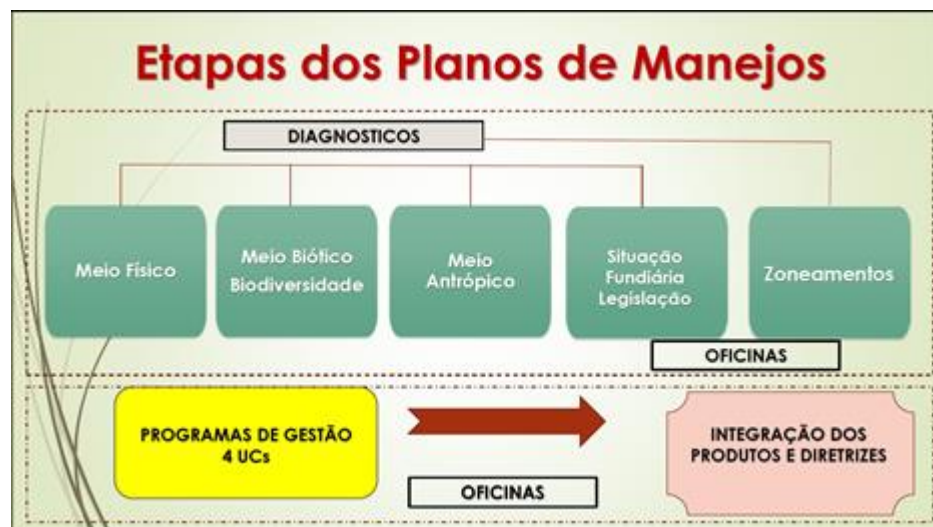 Etapas dos Planos de Manejos
DIAGNOSTICOS
Meio Físico
Meio Biótico
Biodiversidade
Meio
Antrópico
Situação
Fundiária
Legislação
Zoneamentos
OFICINAS
PROGRAMAS DE GESTÃO
4 UCs
INTEGRAÇÃO DOS
PRODUTOS E DIRETRIZES
OFICINAS